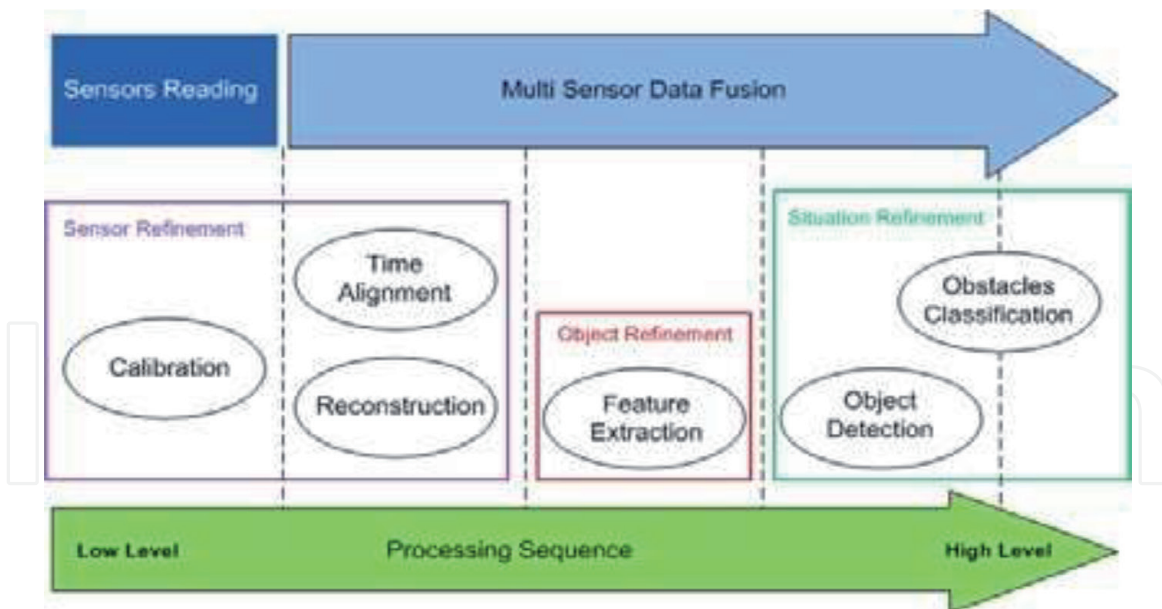 Sensors Reading
Multi Sensor Data Fusion
Sensor Refinement
Time
Alignment
Calibration
Reconstruction
Object Refinement
Feature
Extraction
Situation Refinement
Obstacles
Classification
Object
Detection
Low Level
Processing Sequence
High Level